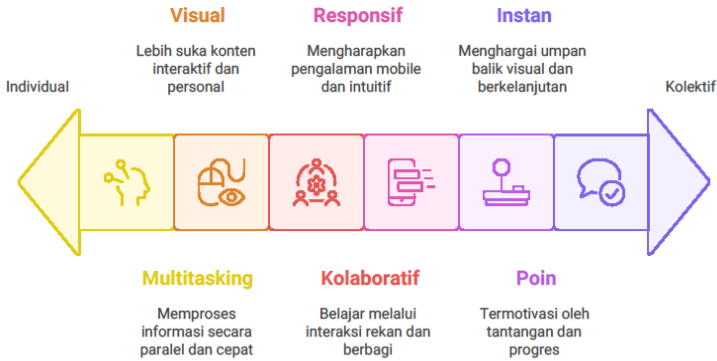 Visual
Lebih suka konten
interaktif dan
personal
Responsif
Mengharapkan
pengalaman mobile
dan intuitif
Instan
Menghargai umpan
balik visual dan
berkelanjutan
Individual
Kolektif
Multitasking
Memproses
informasi secara
paralel dan cepat
Kolaboratif
Belajar melalui
interaksi rekan dan
berbagi
Poin
Termotivasi oleh
tantangan dan
progres